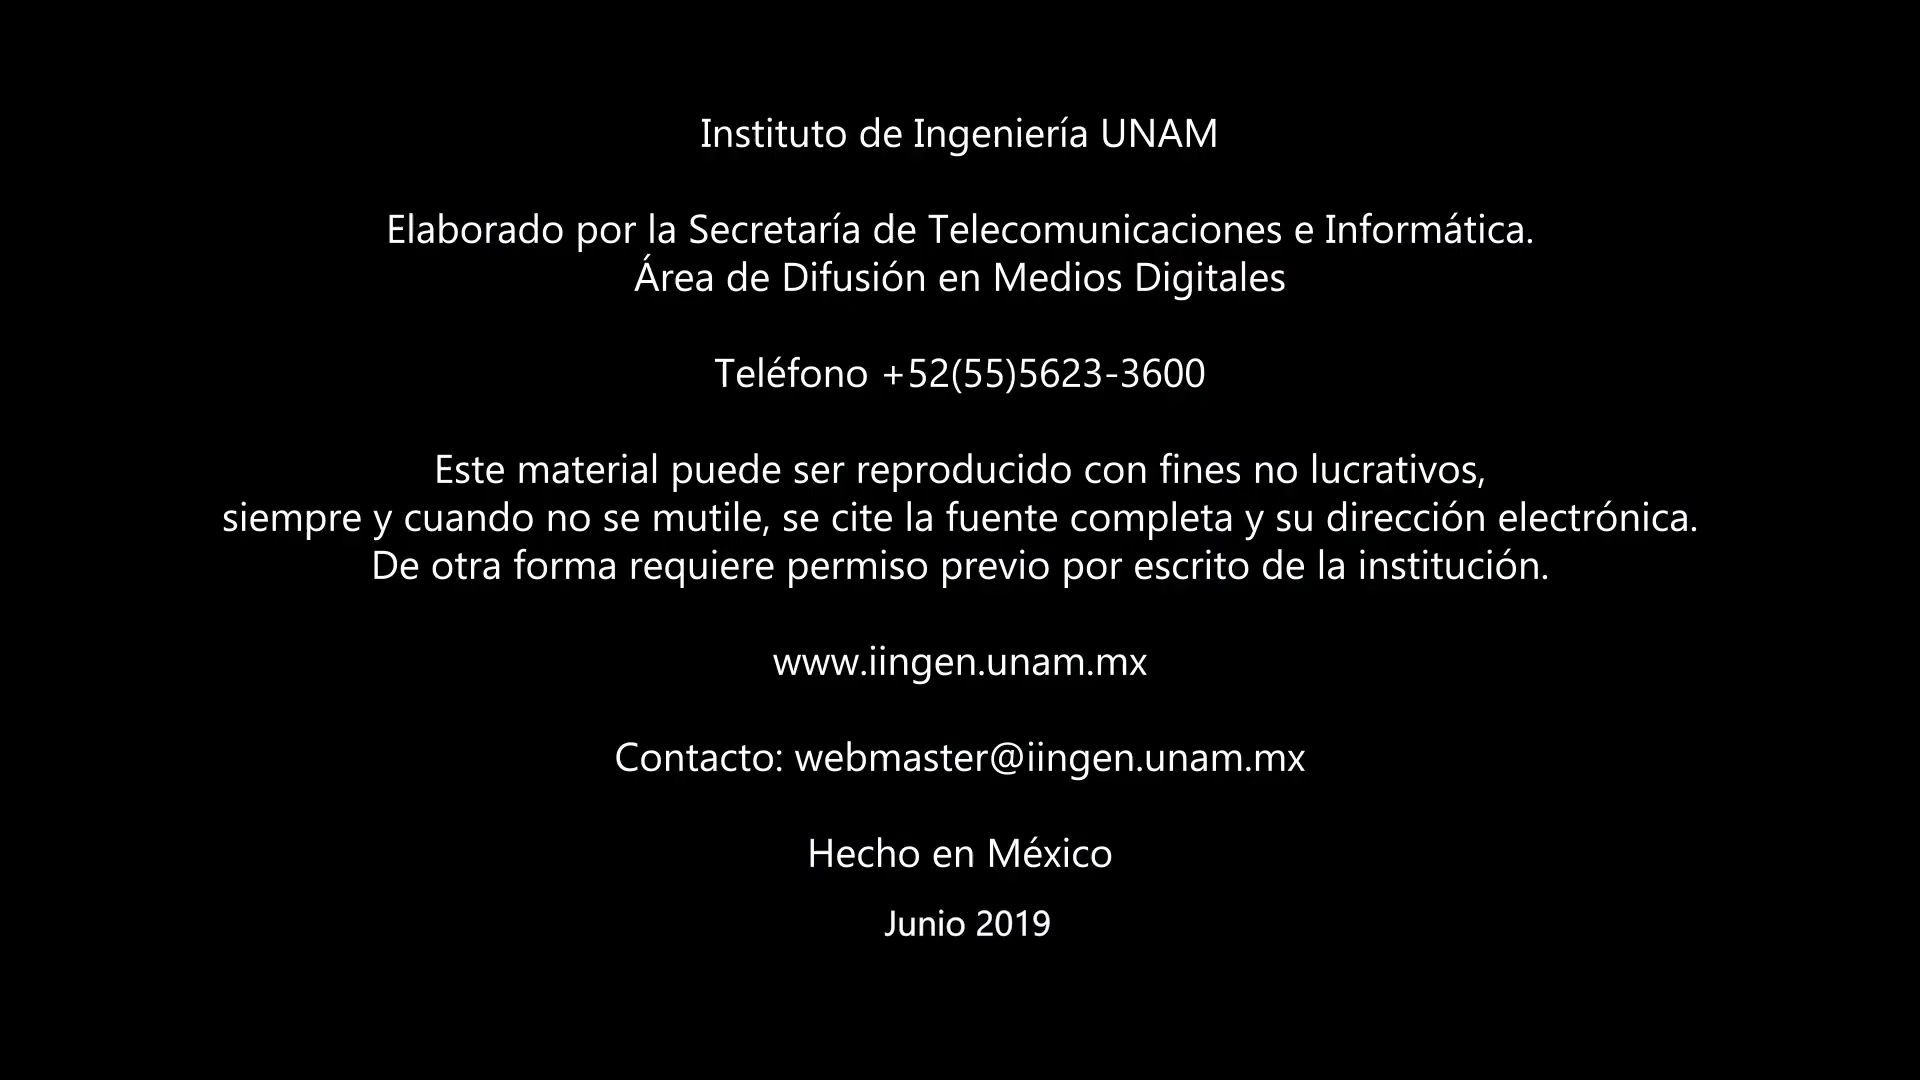 Instituto de Ingeniería UNAM
Elaborado por la Secretaría de Telecomunicaciones e Informática.
Área de Difusión en Medios Digitales
Teléfono +52(55)5623-3600
Este material puede ser reproducido con fines no lucrativos,
siempre y cuando no se mutile, se cite la fuente completa y su dirección electrónica.
De otra forma requiere permiso previo por escrito de la institución.
www.iingen.unam.mx
Contacto: webmaster@iingen.unam.mx
Hecho en México
Junio 2019